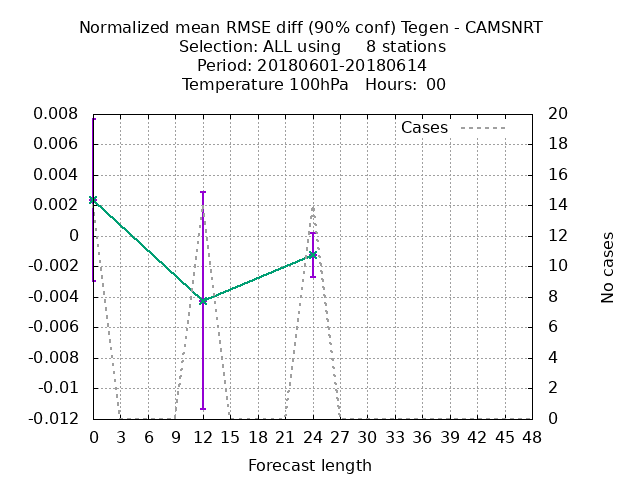 Normalized mean RMSE diff (90% conf) Tegen - CAMSNRT
Selection: ALL using     8 stations
Period: 20180601-20180614
Temperature 100hPa   Hours:  00
Cases
0.008
0.006
0.004
0.002
0
-0.002
-0.004
-0.006
-0.008
-0.01
-0.012
20
18
16
14
12
10
8
6
4
2
0
No cases
0 3 6 9 12 15 18 21 24 27 30 33 36 39 42 45 48
Forecast length